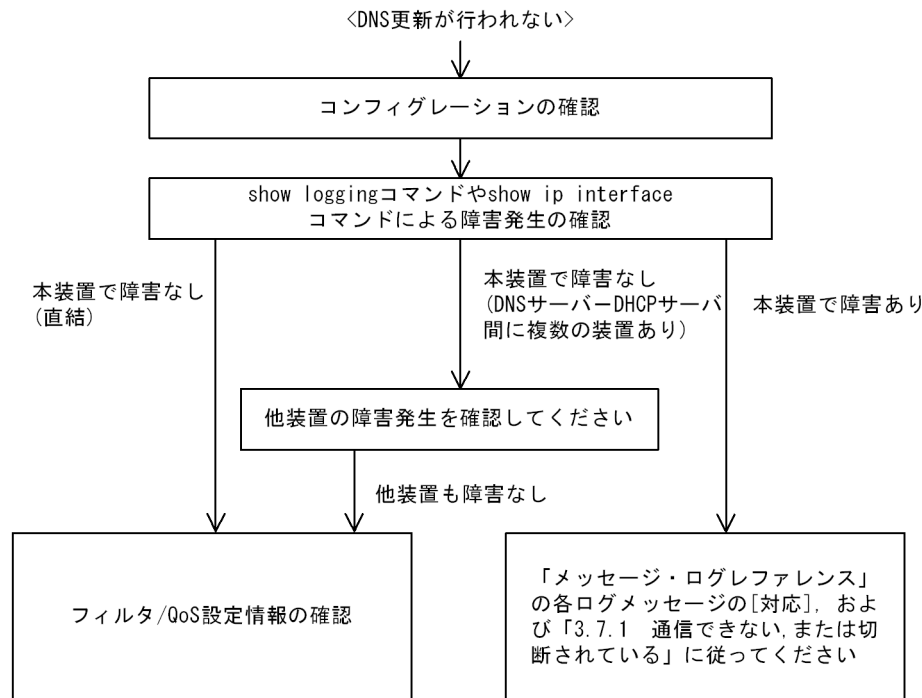 <DNS更新が行われない>
コンフィグレーションの確認
show loggingコマンドやshow ip interface
コマンドによる障害発生の確認
本装置で障害なし
(直結)
本装置で障害なし
(DNSサーバーDHCPサーバ
間に複数の装置あり)
本装置で障害あり
他装置の障害発生を確認してください
他装置も障害なし
フィルタ/QoS設定情報の確認
「メッセージ・ログレファレンス」
の各ログメッセージの[対応], およ
び「3.7.1　通信できない,または切
断されている」に従ってください